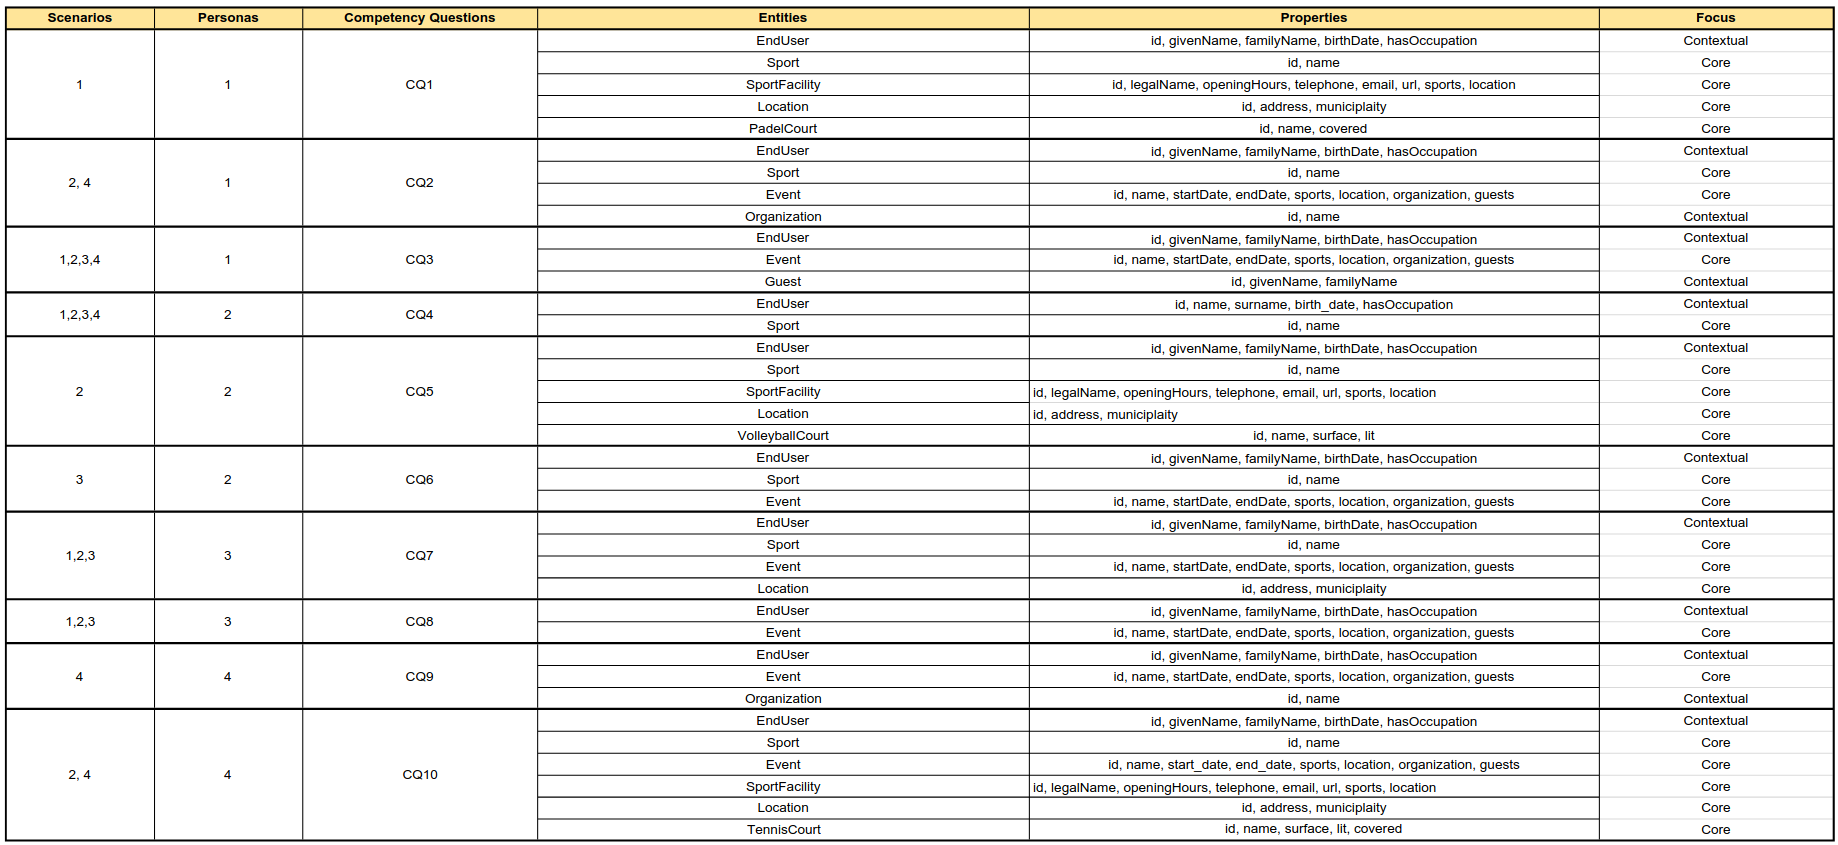 Scenarios Personas Competency Questions Entities Properties Focus
EndUser id, givenName, familyName, birthDate, hasOccupation Contextual
Sport id, name Core
1 1 CQ1 SportFacility id, legalName, openingHours, telephone, email, url, sports, location Core
Location id, address, municiplaity Core
PadelCourt id, name, covered Core
EndUser id, givenName, familyName, birthDate, hasOccupation Contextual
Sport id, name Core
2, 4 1 CQ2
Event id, name, startDate, endDate, sports, location, organization, guests Core
Organization id, name Contextual
EndUser id, givenName, familyName, birthDate, hasOccupation Contextual
1,2,3,4 1 CQ3 Event id, name, startDate, endDate, sports, location, organization, guests Core
Guest id, givenName, familyName Contextual
EndUser id, name, surname, birth_date, hasOccupation Contextual
1,2,3,4 2 CQ4
Sport id, name Core
EndUser id, givenName, familyName, birthDate, hasOccupation Contextual
Sport id, name Core
2 2 CQ5 SportFacility id, legalName, openingHours, telephone, email, url, sports, location Core
Location id, address, municiplaity Core
VolleyballCourt id, name, surface, lit Core
EndUser id, givenName, familyName, birthDate, hasOccupation Contextual
3 2 CQ6 Sport id, name Core
Event id, name, startDate, endDate, sports, location, organization, guests Core
EndUser id, givenName, familyName, birthDate, hasOccupation Contextual
Sport id, name Core
1,2,3 3 CQ7
Event id, name, startDate, endDate, sports, location, organization, guests Core
Location id, address, municiplaity Core
EndUser id, givenName, familyName, birthDate, hasOccupation Contextual
1,2,3 3 CQ8
Event id, name, startDate, endDate, sports, location, organization, guests Core
EndUser id, givenName, familyName, birthDate, hasOccupation Contextual
4 4 CQ9 Event id, name, startDate, endDate, sports, location, organization, guests Core
Organization id, name Contextual
EndUser id, givenName, familyName, birthDate, hasOccupation Contextual
Sport id, name Core
Event id, name, start_date, end_date, sports, location, organization, guests Core
2, 4 4 CQ10
SportFacility id, legalName, openingHours, telephone, email, url, sports, location Core
Location id, address, municiplaity Core
TennisCourt id, name, surface, lit, covered Core